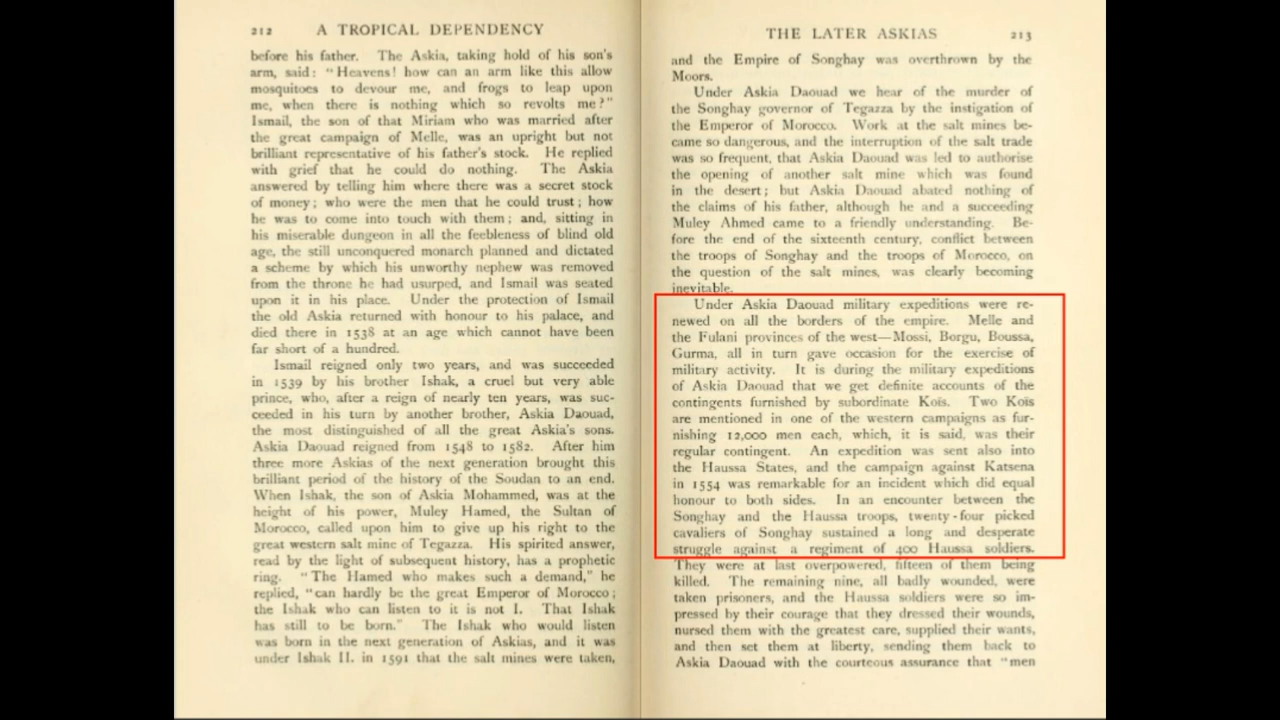 212 A TROPICAL DEPENDENCY
before his father. The Askia, taking hold of his son's
arm, said: "Heavens! how can an arm like this allow
mosquitoes to devour me, and frogs to leap upon
me, when there is nothing which so revolts me?"
Ismail, the son of that Miriam who was married after
the great campaign of Melle, was an upright but not
brilliant representative of his father's stock. He replied
with grief that he could do nothing. The Askia
answered by telling him where there was a secret stock
of money; who were the men that he could trust; how
he was to come into touch with them; and, sitting in
his miserable dungeon in all the feebleness of blind old
age, the still unconquered monarch planned and dictated
a scheme by which his unworthy nephew was removed
from the throne he had usurped, and Ismail was seated
upon it in his place. Under the protection of Ismail
the old Askia returned with honour to his palace, and
died there in 1538 at an age which cannot have been
far short of a hundred.
Ismail reigned only two years, and was succeeded
in 1539 by his brother Ishak, a cruel but very able
prince, who, after a reign of nearly ten years, was suc-
ceeded in his turn by another brother, Askia Daouad,
the most distinguished of all the great Askia's sons.
Askia Daouad reigned from 1548 to 1582. After him
three more Askias of the next generation brought this
brilliant period of the history of the Soudan to an end.
When Ishak, the son of Askia Mohammed, was at the
height of his power, Muley Hamed, the Sultan of
Morocco, called upon him to give up his right to the
great western salt mine of Tegazza. His spirited answer,
read by the light of subsequent history, has a prophetic
ring. "The Hamed who makes such a demand," he
replied, "can hardly be the great Emperor of Morocco;
the Ishak who can listen to it is not I. That Ishak
has still to be born." The Ishak who would listen
was born in the next generation of Askias, and it was
under Ishak II. in 1591 that the salt mines were taken,
THE LATER ASKIAS 213
and the Empire of Songhay was overthrown by the
Moors.
Under Askia Daouad we hear of the murder of
the Songhay governor of Tegazza by the instigation of
the Emperor of Morocco. Work at the salt mines be-
came so dangerous, and the interruption of the salt trade
was so frequent, that Askia Daouad was led to authorise
the opening of another salt mine which was found
in the desert; but Askia Daouad abated nothing of
the claims of his father, although he and a succeeding
Muley Ahmed came to a friendly understanding. Be-
fore the end of the sixteenth century, conflict between
the troops of Songhay and the troops of Morocco, on
the question of the salt mines, was clearly becoming
inevitable.
Under Askia Daouad military expeditions were re-
newed on all the borders of the empire. Melle and
the Fulani provinces of the west—Mossi, Borgu, Boussa,
Gurma, all in turn gave occasion for the exercise of
military activity. It is during the military expeditions
of Askia Daouad that we get definite accounts of the
contingents furnished by subordinate Koïs. Two Koïs
are mentioned in one of the western campaigns as fur-
nishing 12,000 men each, which, it is said, was their
regular contingent. An expedition was sent also into
the Haussa States, and the campaign against Katsena
in 1554 was remarkable for an incident which did equal
honour to both sides. In an encounter between the
Songhay and the Haussa troops, twenty-four picked
cavaliers of Songhay sustained a long and desperate
struggle against a regiment of 400 Haussa soldiers.
They were at last overpowered, fifteen of them being
killed. The remaining nine, all badly wounded, were
taken prisoners, and the Haussa soldiers were so im-
pressed by their courage that they dressed their wounds,
nursed them with the greatest care, supplied their wants,
and then set them at liberty, sending them back to
Askia Daouad with the courteous assurance that "men